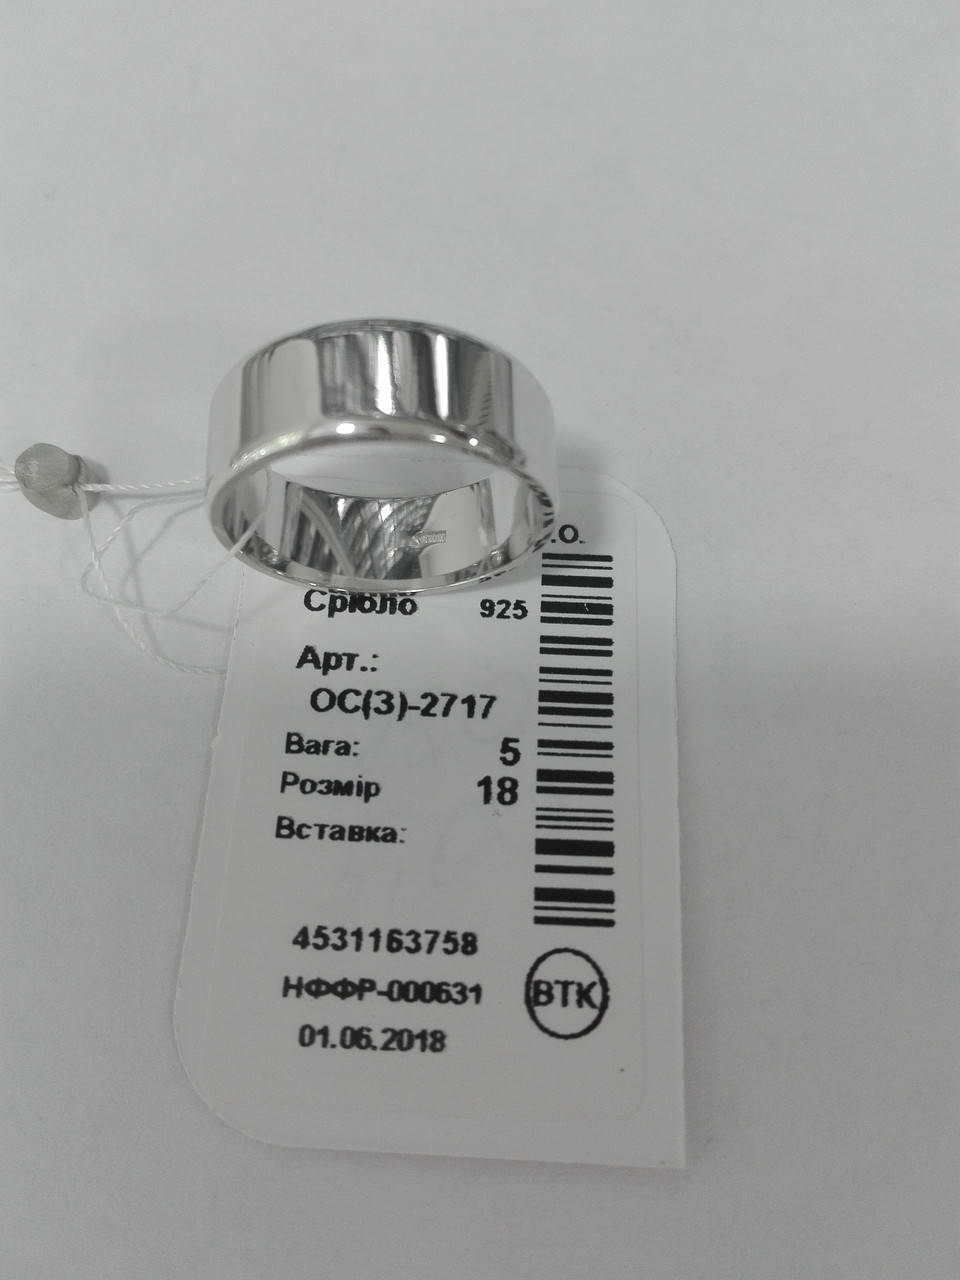 .О.
Срібло 925
Арт.:
ОС(3)-2717
Вага: 5
Розмір 18
Вставка:
4531163758
НФФР-000631
ВТК
01.06.2018